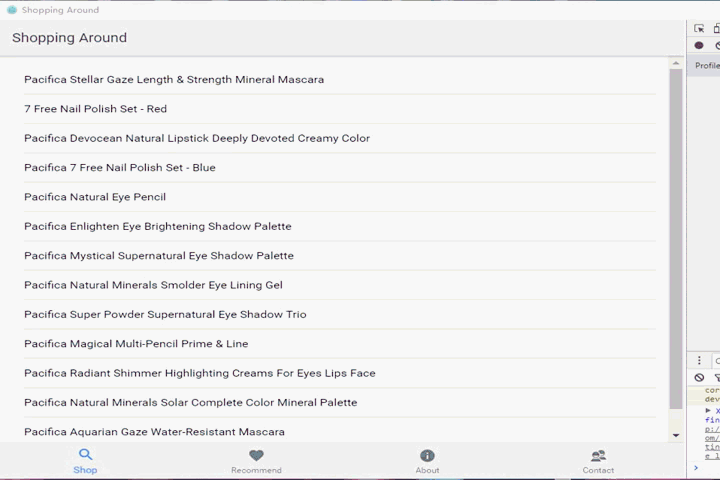 Shopping Around
Shopping Around
Pacifica Stellar Gaze Length & Strength Mineral Mascara
7 Free Nail Polish Set - Red
Pacifica Devocean Natural Lipstick Deeply Devoted Creamy Color
Pacifica 7 Free Nail Polish Set - Blue
Pacifica Natural Eye Pencil
Pacifica Enlighten Eye Brightening Shadow Palette
Pacifica Mystical Supernatural Eye Shadow Palette
Pacifica Natural Minerals Smolder Eye Lining Gel
Pacifica Super Powder Supernatural Eye Shadow Trio
Pacifica Magical Multi-Pencil Prime & Line
Pacifica Radiant Shimmer Highlighting Creams For Eyes Lips Face
Pacifica Natural Minerals Solar Complete Color Mineral Palette
Pacifica Aquarian Gaze Water-Resistant Mascara
Shop
Recommend
About
Contact
Profile
cor
dev
fin
p:/
om/
tin
e l